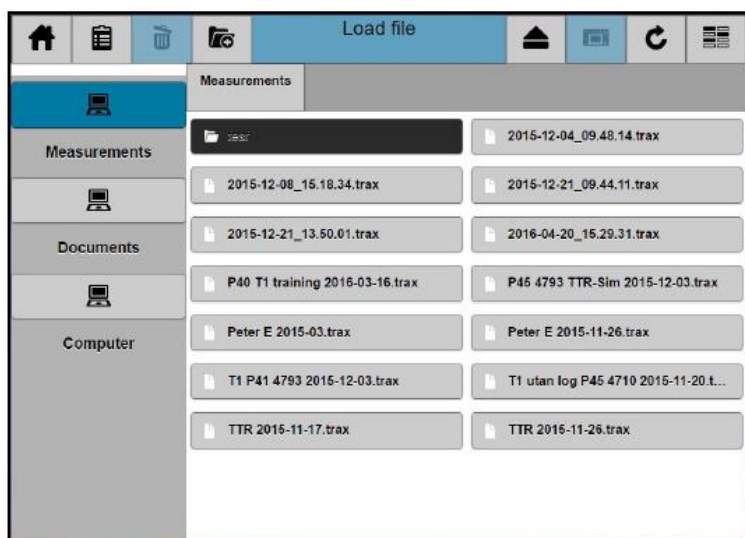 Load file
Measurements
Measurements
2015-12-04_09.48.14.trax
2015-12-08_15.18.34.trax
2015-12-21_09.44.11.trax
Documents
2015-12-21_13.50.01.trax
2016-04-20_15.29.31.trax
P40 T1 training 2016-03-16.trax
P45 4793 TTR-Sim 2015-12-03.trax
Computer
Peter E 2015-03.trax
Peter E 2015-11-26.trax
T1 P41 4793 2015-12-03.trax
T1 utan log P45 4710 2015-11-20.t...
TTR 2015-11-17.trax
TTR 2015-11-26.trax